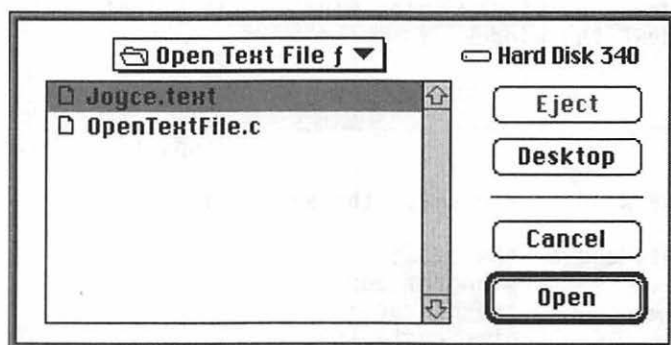 Open Text File ƒ
Hard Disk 340
Joyce.text
OpenTextFile.c
Eject
Desktop
Cancel
Open